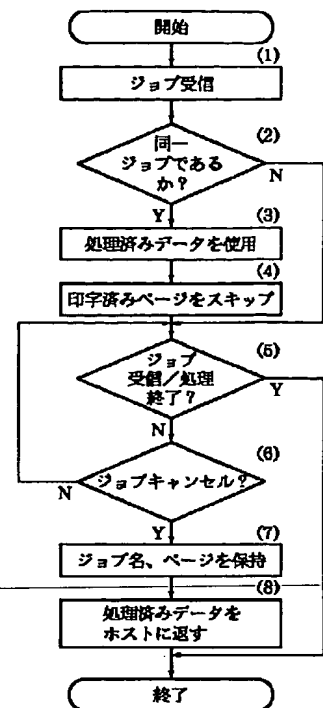 開始
(1)
ジョブ受信
(2)
同一
ジョブである
か?
N
Y
(3)
処理済みデータを使用
(4)
印字済みページをスキップ
(5)
ジョブ
受信/処理
終了?
Y
N
(6)
ジョブキャンセル?
N
Y
(7)
ジョブ名、ページを保持
(8)
処理済みデータを
ホストに返す
終了